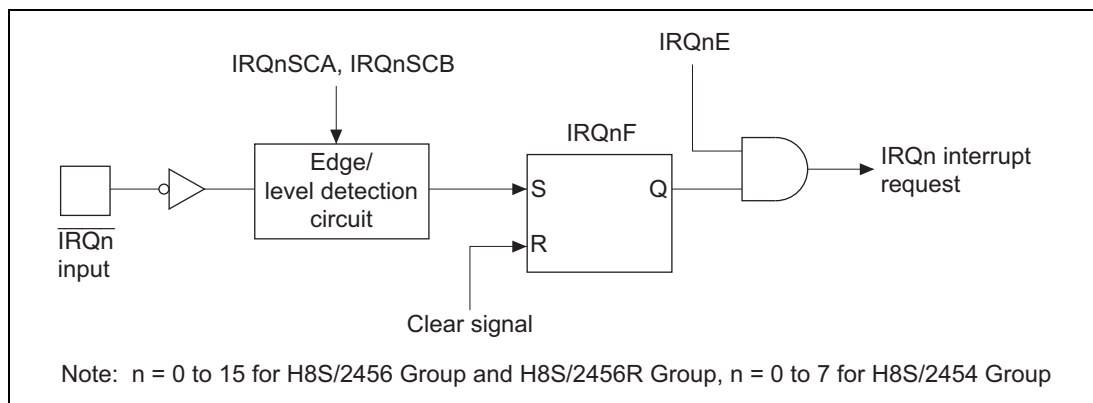 IRQnE
IRQnSCA, IRQnSCB
IRQnF
Edge/
level detection
circuit
S
Q
R
IRQn interrupt
request
IRQn
input
Clear signal
Note: n = 0 to 15 for H8S/2456 Group and H8S/2456R Group, n = 0 to 7 for H8S/2454 Group